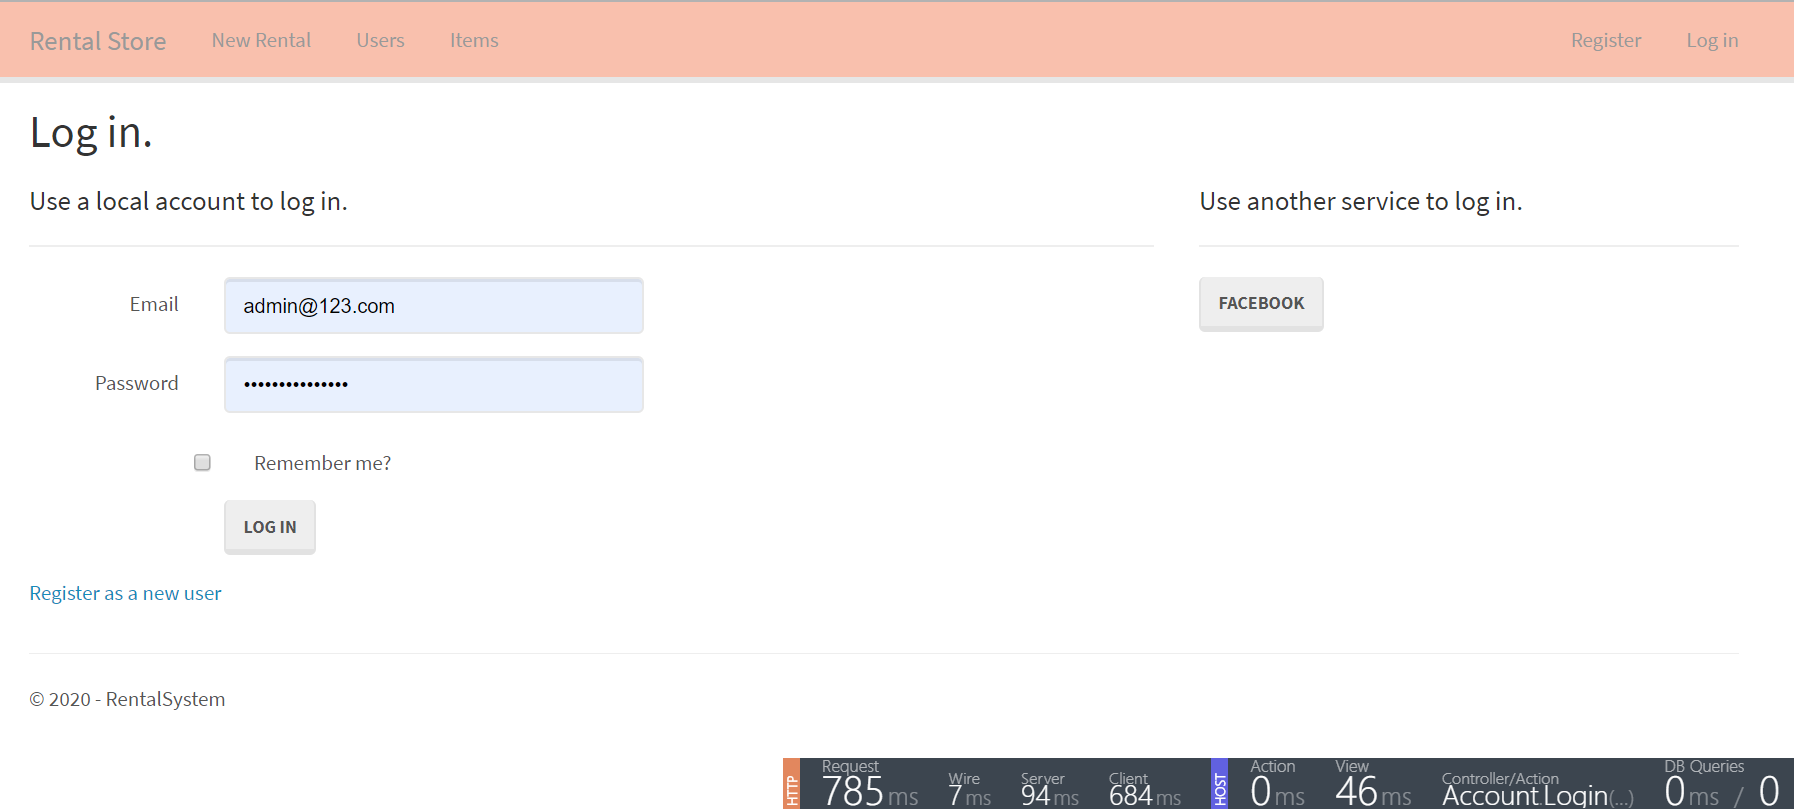 Rental Store New Rental Users Items Register Log in
Log in.
Use a local account to log in.
Use another service to log in.
Email admin@123.com
FACEBOOK
Password •••••••••••••••
Remember me?
LOG IN
Register as a new user
© 2020 - RentalSystem
HTTP Request 785 ms Wire 7 ms Server 94 ms Client 684 ms HOST Action 0 ms View 46 ms Controller/Action Account.Login(...) DB Queries 0 ms / 0